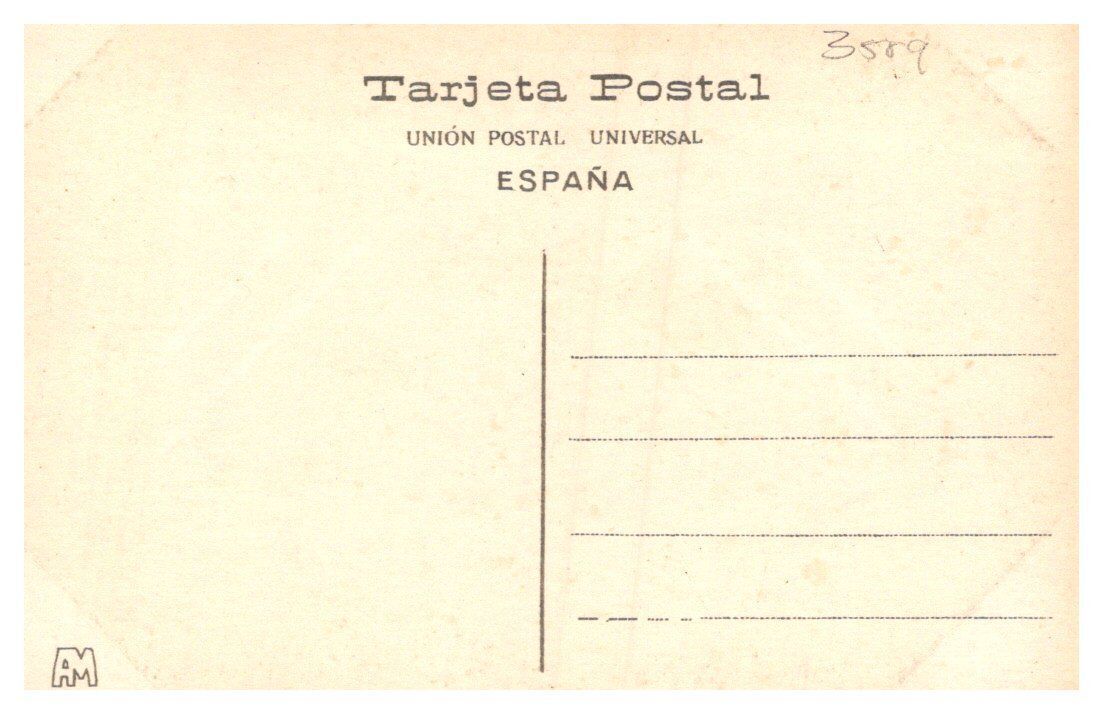 3589
Tarjeta Postal
UNIÓN POSTAL UNIVERSAL
ESPAÑA
AM